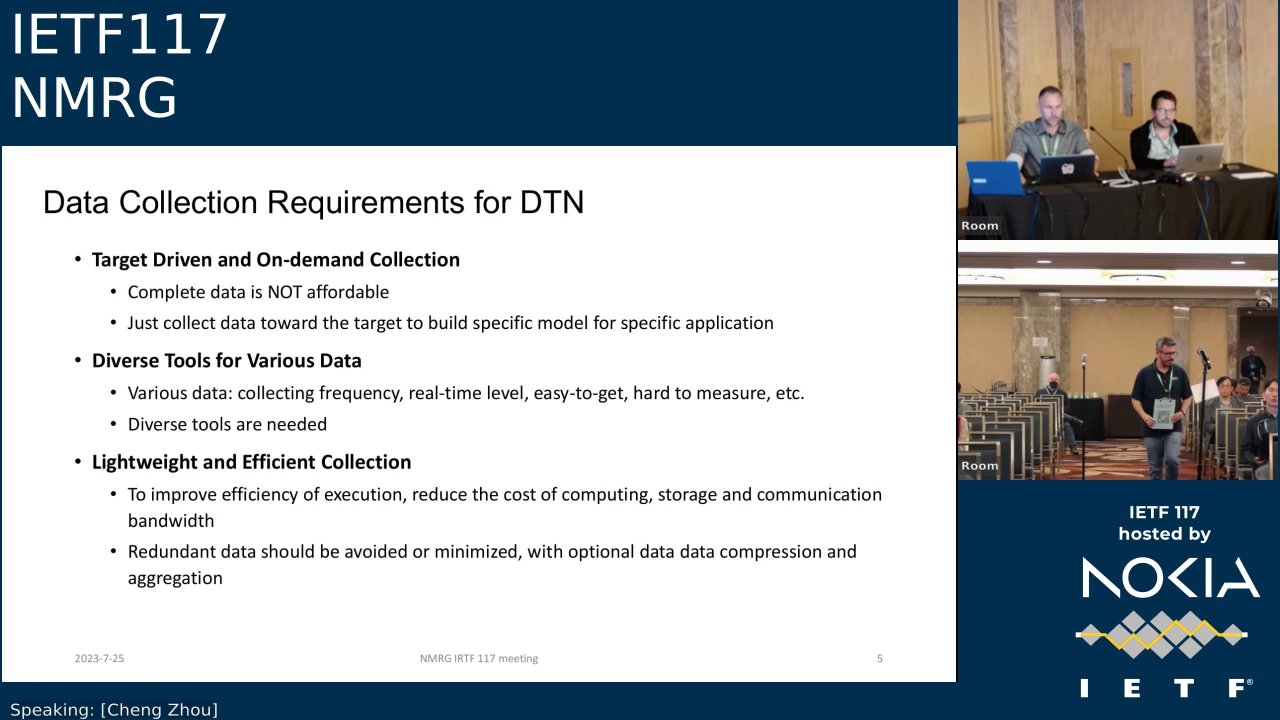 IETF117
NMRG
Data Collection Requirements for DTN
• Target Driven and On-demand Collection
• Complete data is NOT affordable
• Just collect data toward the target to build specific model for specific application
• Diverse Tools for Various Data
• Various data: collecting frequency, real-time level, easy-to-get, hard to measure, etc.
• Diverse tools are needed
• Lightweight and Efficient Collection
• To improve efficiency of execution, reduce the cost of computing, storage and communication
bandwidth
• Redundant data should be avoided or minimized, with optional data data compression and
aggregation
2023-7-25
NMRG IRTF 117 meeting
5
Speaking: [Cheng Zhou]
Room
Room
IETF 117
hosted by
NOKIA
I E T F®